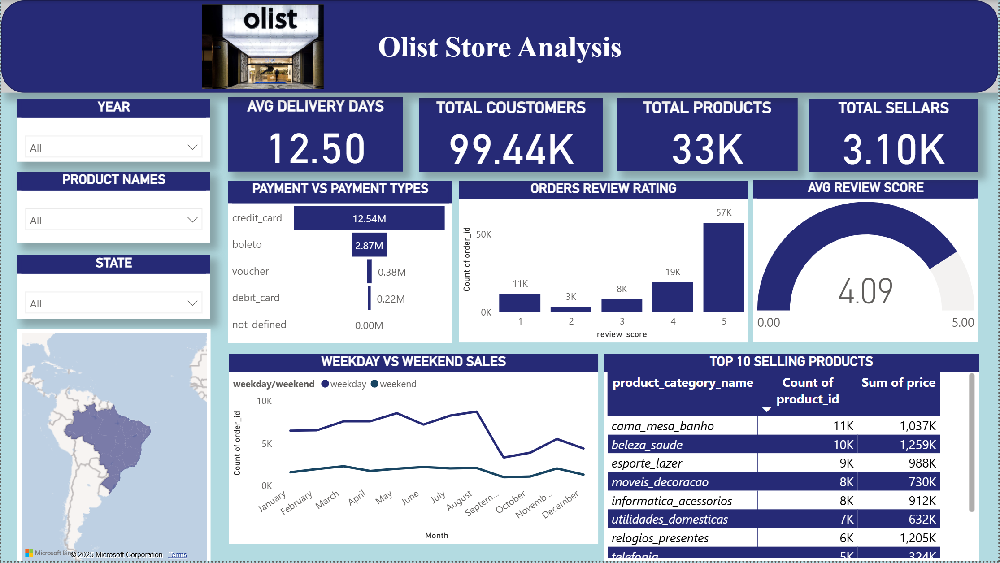 olist
olist
Olist Store Analysis
YEAR
All
PRODUCT NAMES
All
STATE
All
AVG DELIVERY DAYS
12.50
TOTAL COUSTOMERS
99.44K
TOTAL PRODUCTS
33K
TOTAL SELLARS
3.10K
PAYMENT VS PAYMENT TYPES
credit_card 12.54M
boleto 2.87M
voucher 0.38M
debit_card 0.22M
not_defined 0.00M
ORDERS REVIEW RATING
Count of order_id
50K
0K
11K
3K
8K
19K
57K
1 2 3 4 5
review_score
AVG REVIEW SCORE
4.09
0.00 5.00
Microsoft Bin
© 2025 Microsoft Corporation Terms
WEEKDAY VS WEEKEND SALES
weekday/weekend weekday weekend
Count of order_id
10K
5K
0K
January February March April May June July August Septem... October Novemb... December
Month
TOP 10 SELLING PRODUCTS
product_category_name Count of product_id Sum of price
cama_mesa_banho 11K 1,037K
beleza_saude 10K 1,259K
esporte_lazer 9K 988K
moveis_decoracao 8K 730K
informatica_acessorios 8K 912K
utilidades_domesticas 7K 632K
relogios_presentes 6K 1,205K
telefonia 5K 324K